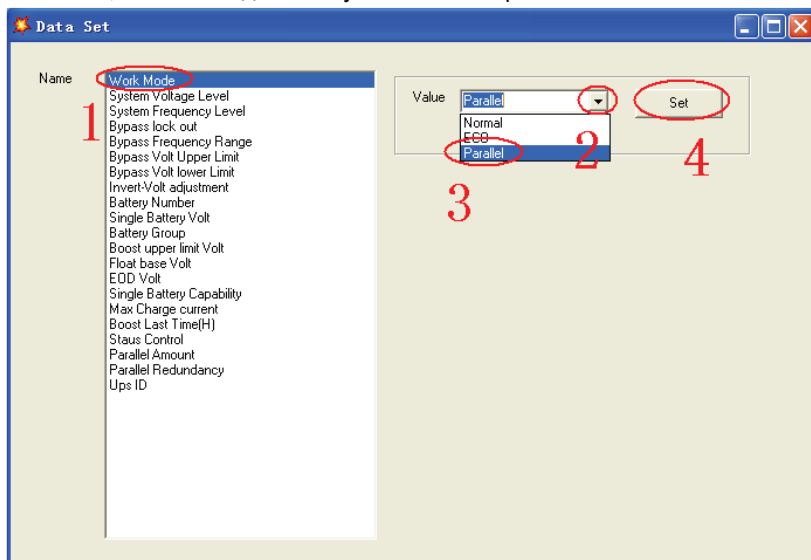 Data Set
Name
Work Mode
System Voltage Level
System Frequency Level
Bypass lock out
Bypass Frequency Range
Bypass Volt Upper Limit
Bypass Volt lower Limit
Invert-Volt adjustment
Battery Number
Single Battery Volt
Battery Group
Boost upper limit Volt
Float base Volt
EOD Volt
Single Battery Capability
Max Charge current
Boost Last Time(H)
Staus Control
Parallel Amount
Parallel Redundancy
Ups ID
1
Value
Parallel
Set
Normal
ECO
Parallel
2
3
4